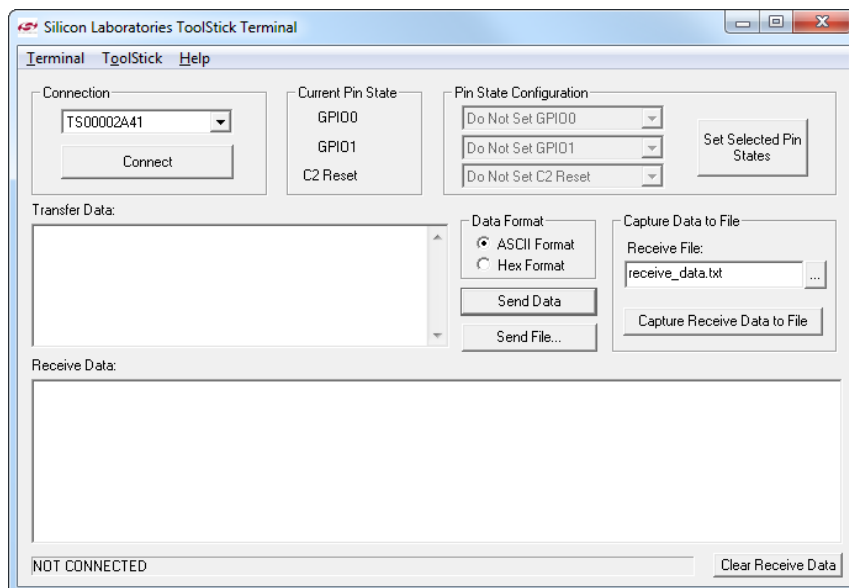 Silicon Laboratories ToolStick Terminal
Terminal ToolStick Help
Connection
TS00002A41
Connect
Current Pin State
GPIO0
GPIO1
C2 Reset
Pin State Configuration
Do Not Set GPIO0
Do Not Set GPIO1
Do Not Set C2 Reset
Set Selected Pin
States
Transfer Data:
Data Format
ASCII Format
Hex Format
Send Data
Send File...
Capture Data to File
Receive File:
receive_data.txt
...
Capture Receive Data to File
Receive Data:
NOT CONNECTED
Clear Receive Data